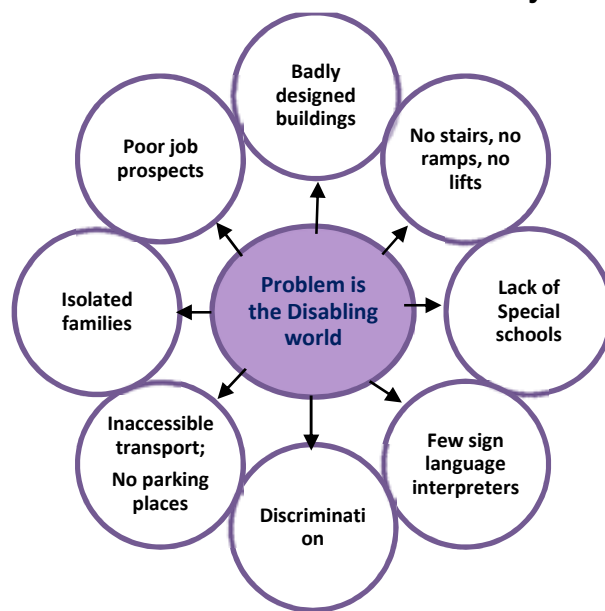 Badly
designed
buildings
No stairs, no
ramps, no
lifts
Lack of
Special
schools
Few sign
language
interpreters
Discriminati
on
Inaccessible
transport;
No parking
places
Isolated
families
Poor job
prospects
Problem is
the Disabling
world